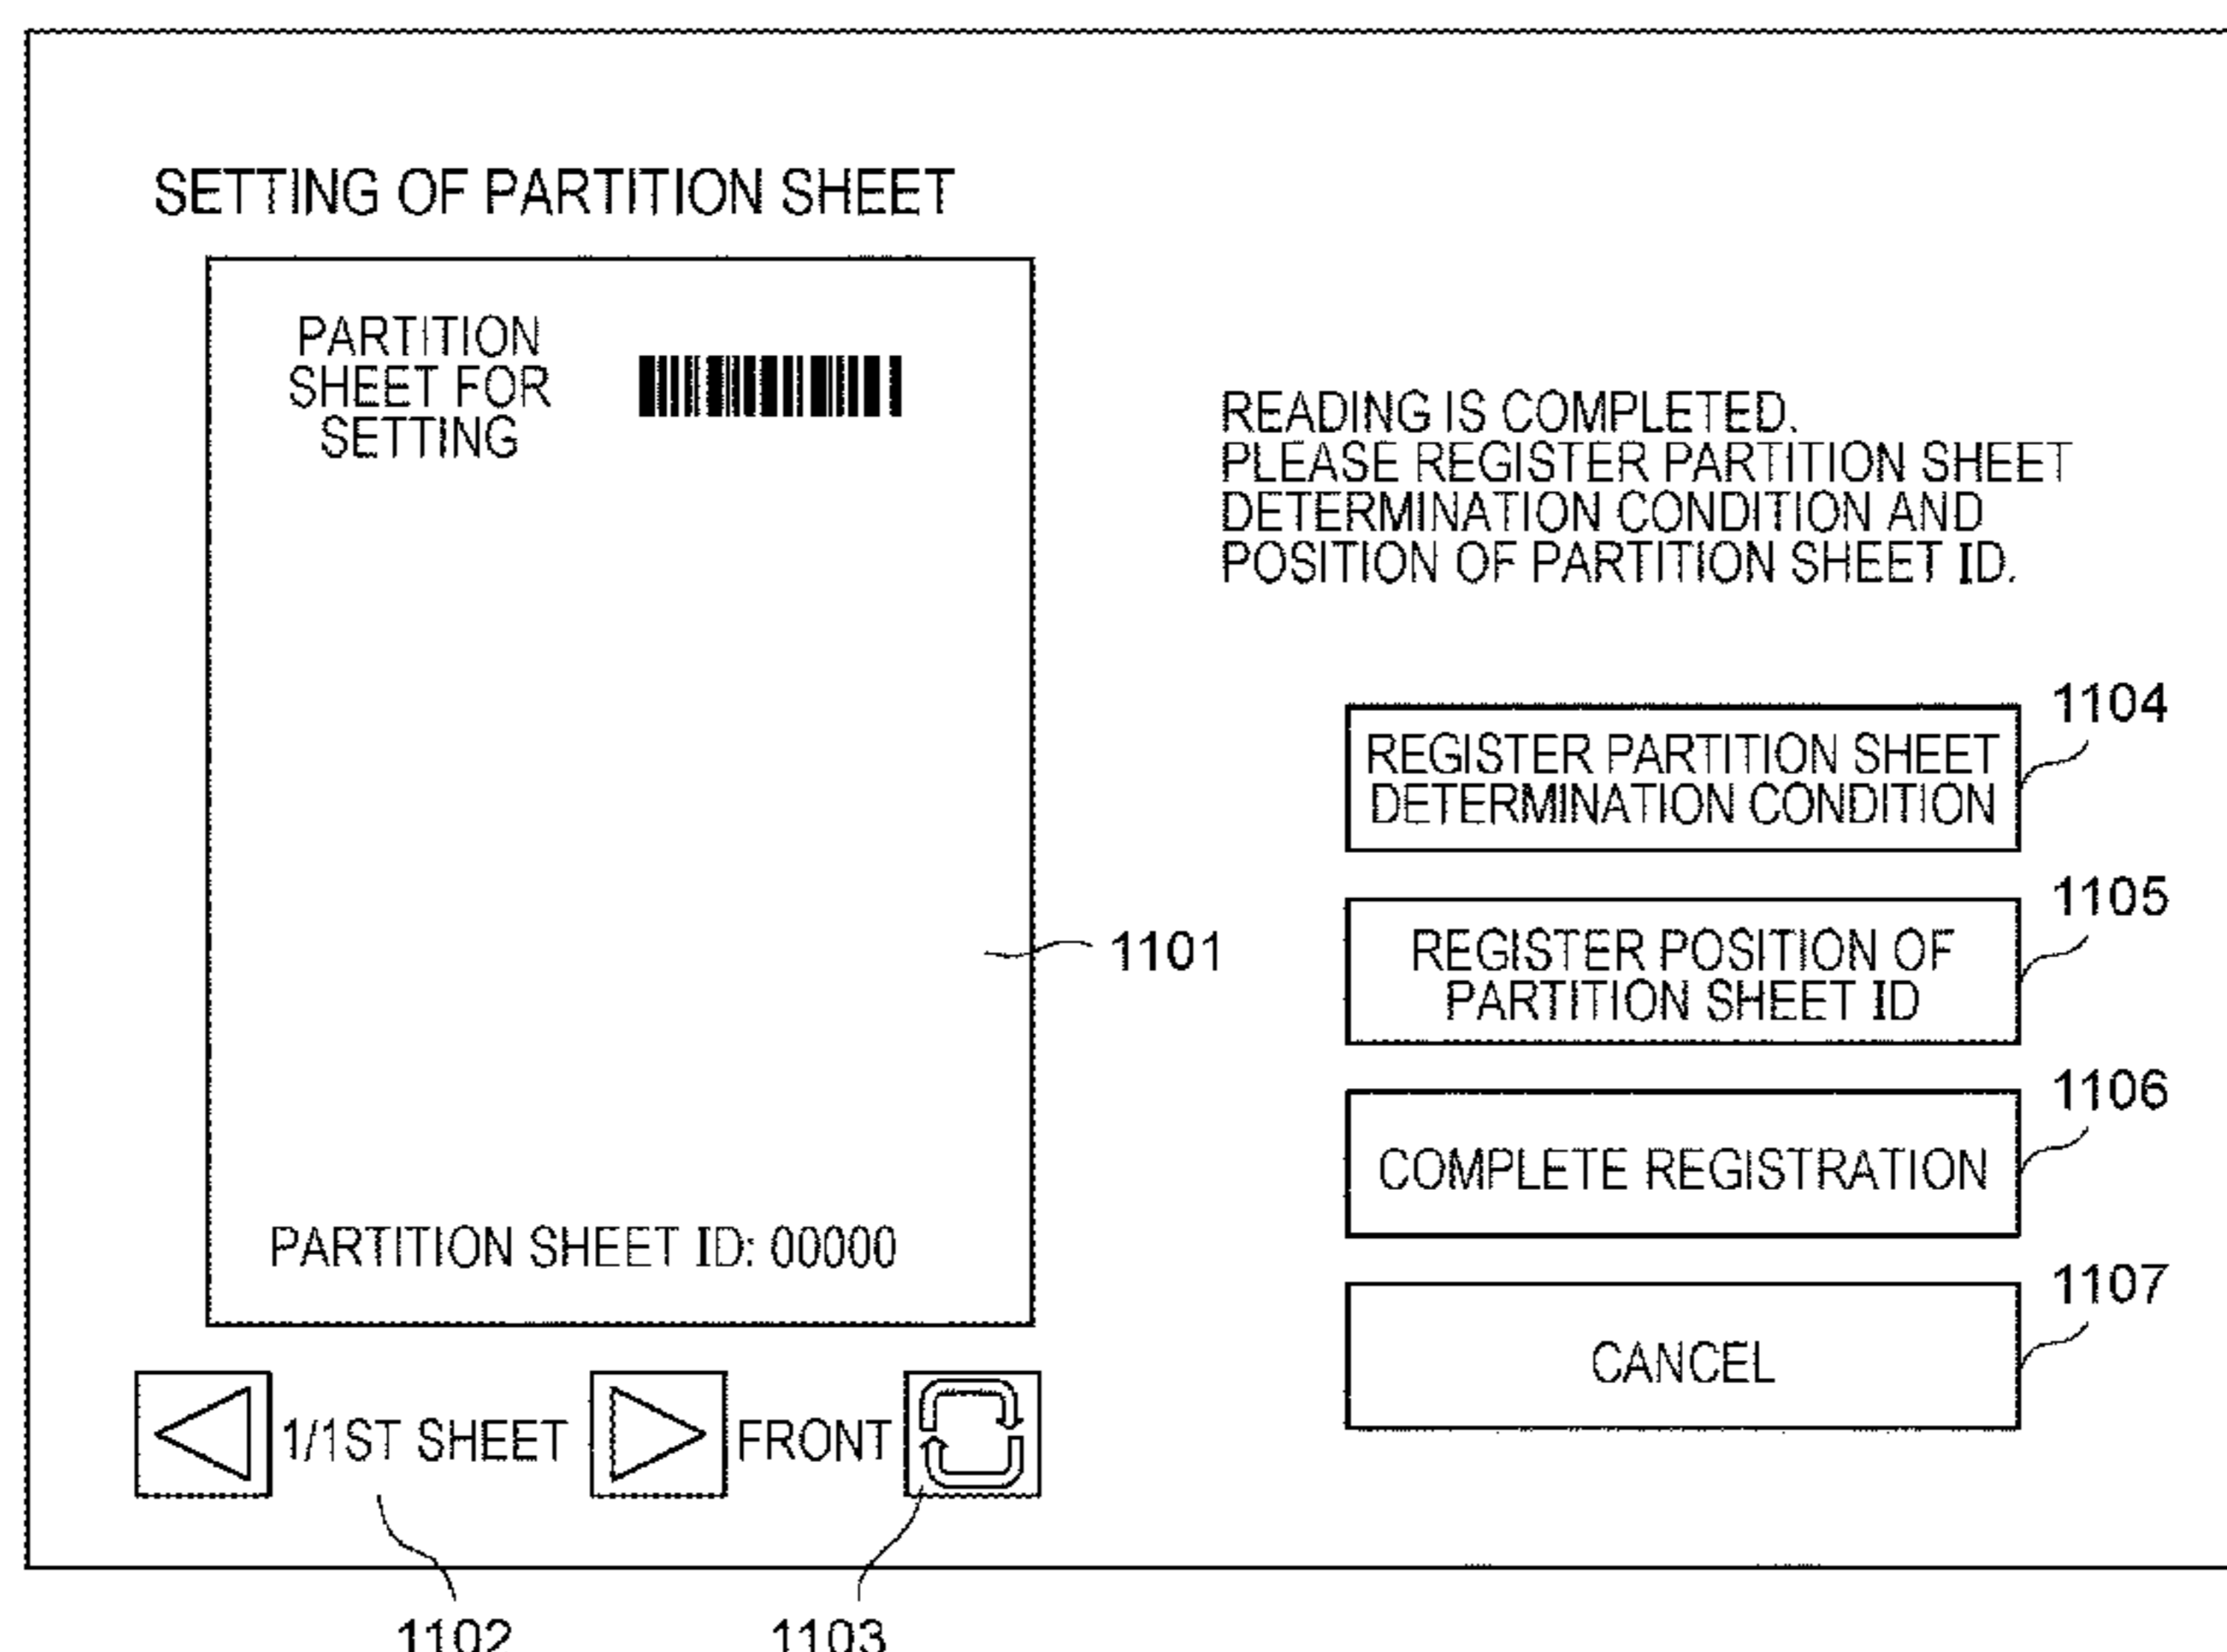 SETTING OF PARTITION SHEET
PARTITION
SHEET FOR
SETTING
PARTITION SHEET ID: 00000
1101
1/1ST SHEET
FRONT
1102
1103
READING IS COMPLETED.
PLEASE REGISTER PARTITION SHEET
DETERMINATION CONDITION AND
POSITION OF PARTITION SHEET ID.
1104
REGISTER PARTITION SHEET
DETERMINATION CONDITION
1105
REGISTER POSITION OF
PARTITION SHEET ID
1106
COMPLETE REGISTRATION
1107
CANCEL